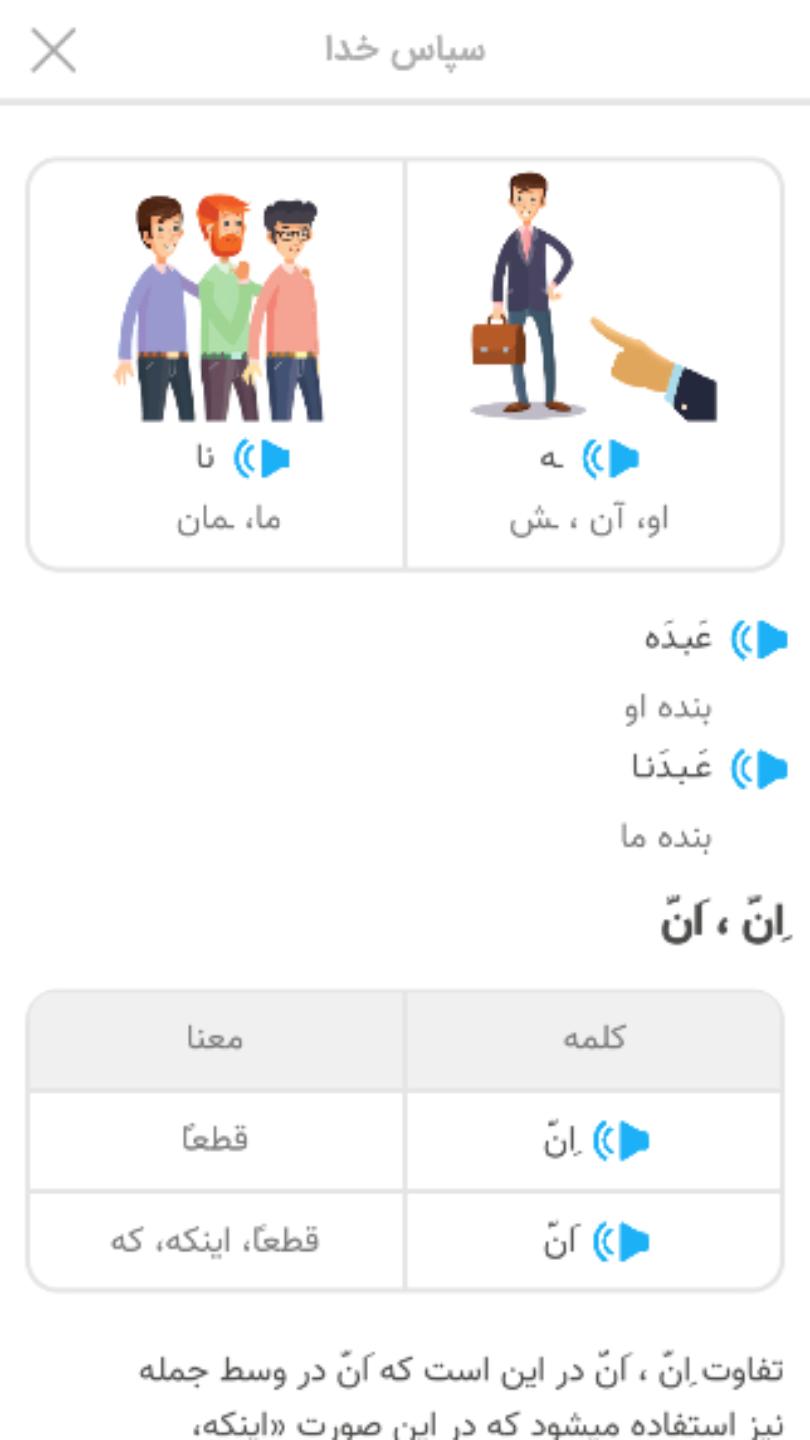 سپاس خدا
ـه
او، آن ، ـش
نا
ما، ـمان
عَبدَه
بنده او
عَبدَنا
بنده ما
اِنّ ، اَنّ
کلمه
معنا
اِنّ
قطعاً
اَنّ
قطعاً، اینکه، که
تفاوت اِنّ ، اَنّ در این است که اَنّ در وسط جمله
نیز استفاده میشود که در این صورت «اینکه،